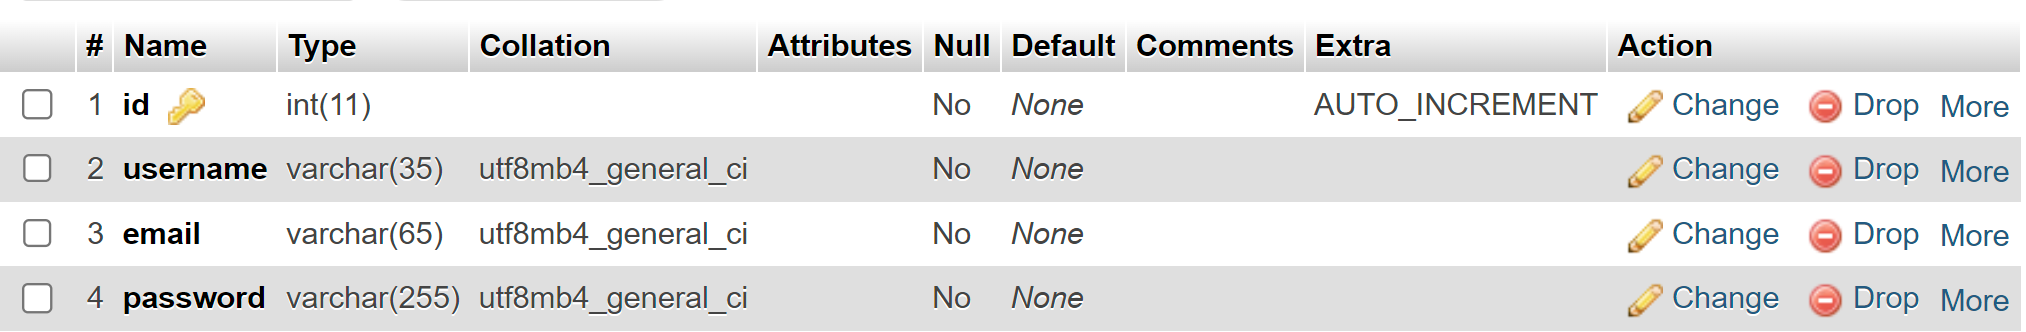 # Name Type Collation Attributes Null Default Comments Extra Action
1 id int(11) No None AUTO_INCREMENT Change Drop More
2 username varchar(35) utf8mb4_general_ci No None Change Drop More
3 email varchar(65) utf8mb4_general_ci No None Change Drop More
4 password varchar(255) utf8mb4_general_ci No None Change Drop More